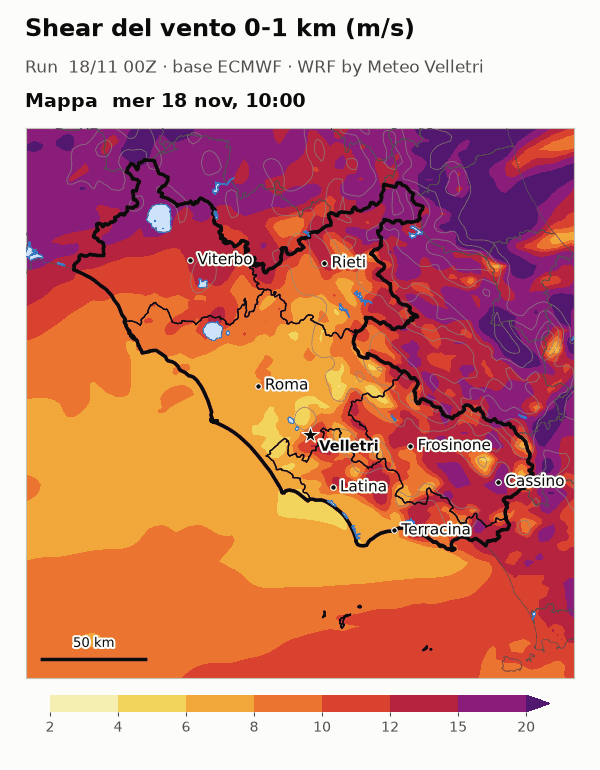 Shear del vento 0-1 km (m/s)
Run  18/11 00Z · base ECMWF · WRF by Meteo Velletri
Mappa  mer 18 nov, 10:00
Viterbo
Rieti
Roma
Velletri
Frosinone
Cassino
Latina
Terracina
50 km
2 4 6 8 10 12 15 20